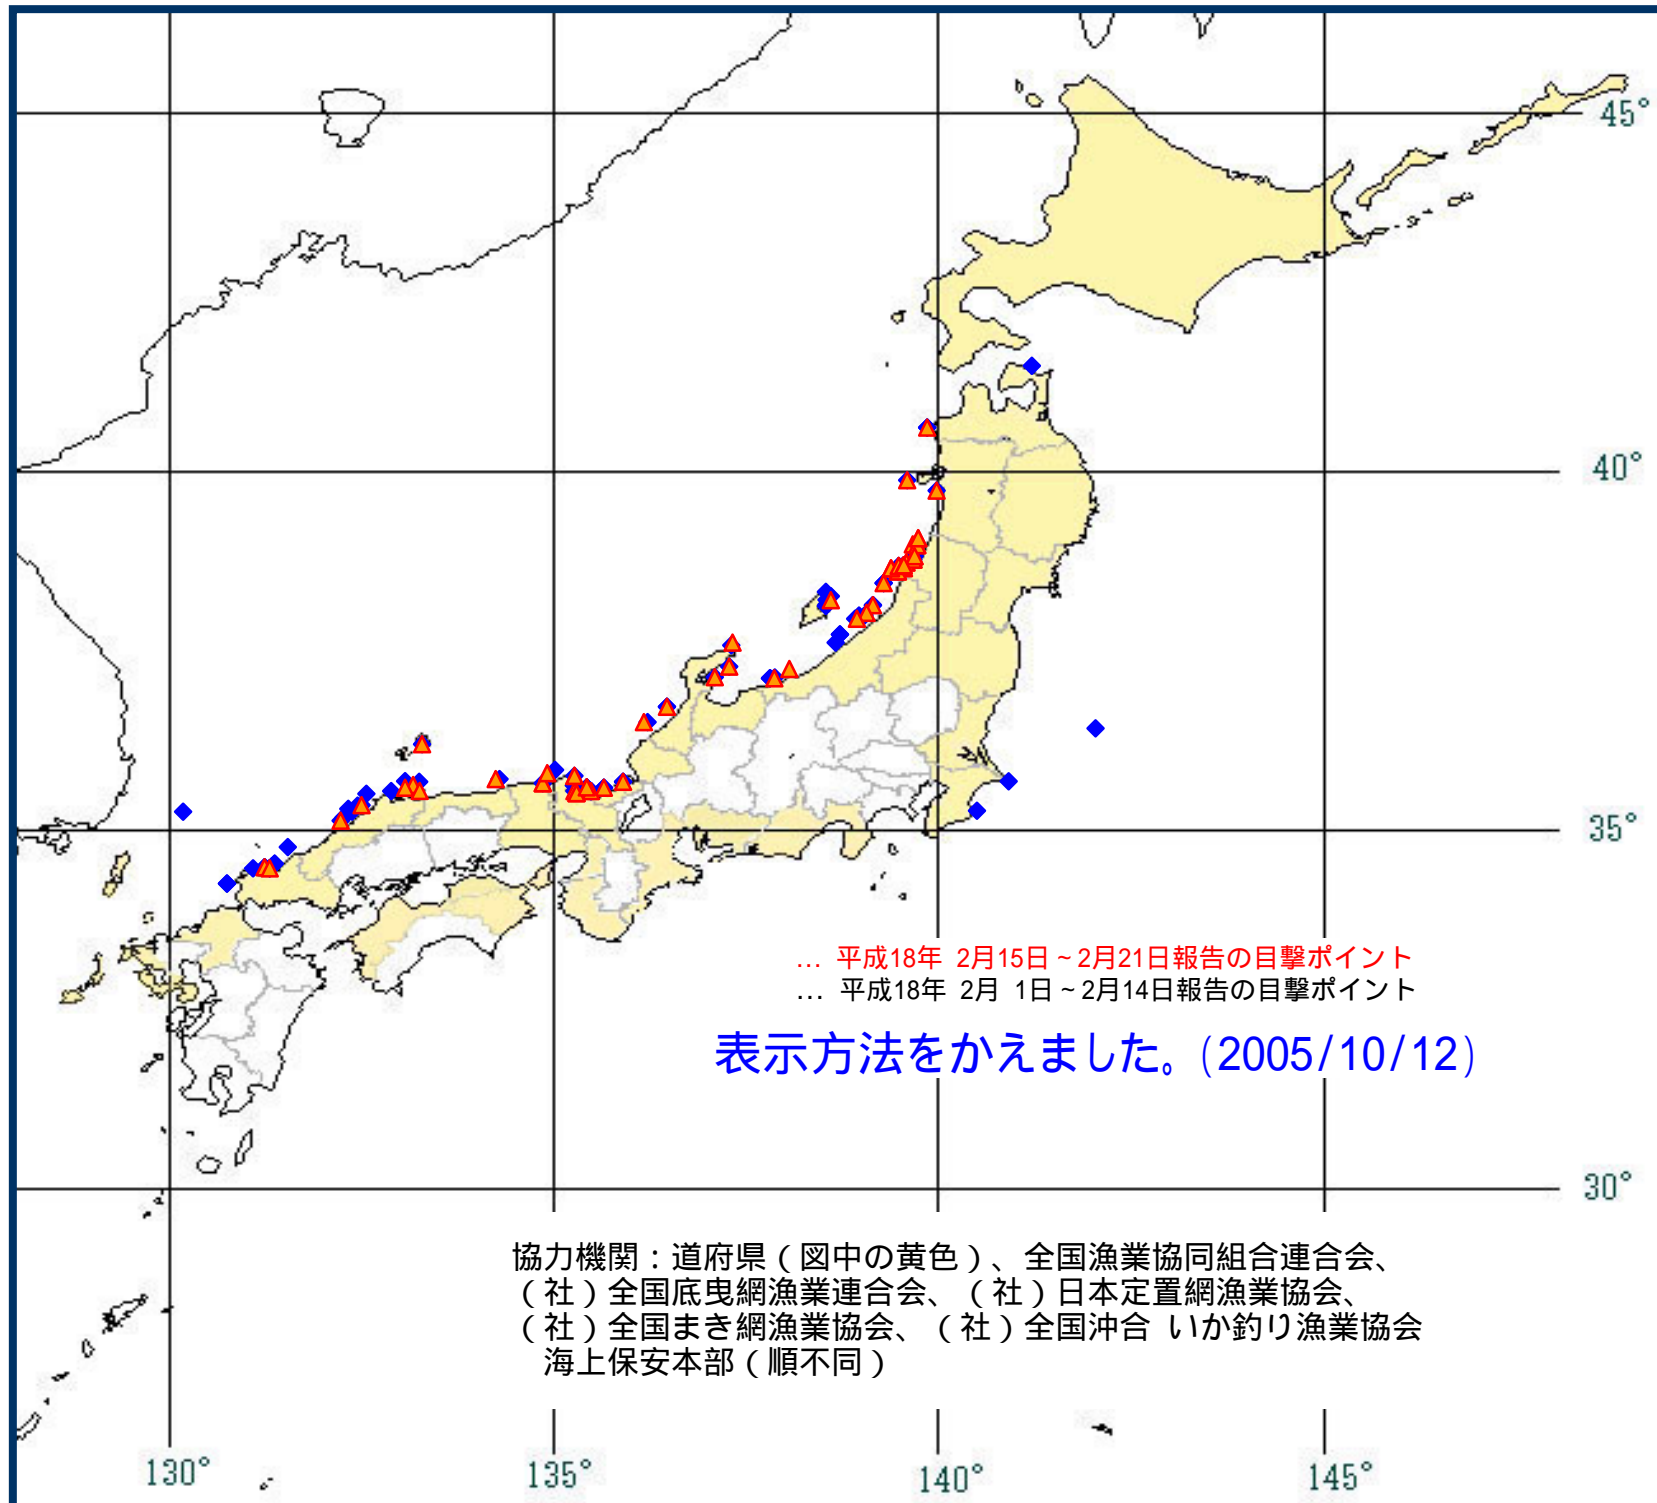 45°
40°
35°
… 平成18年 2月15日~2月21日報告の目撃ポイント
… 平成18年 2月 1日~2月14日報告の目撃ポイント
表示方法をかえました。(2005/10/12)
30°
協力機関:道府県(図中の黄色)、全国漁業協同組合連合会、
(社)全国底曳網漁業連合会、(社)日本定置網漁業協会、
(社)全国まき網漁業協会、(社)全国沖合 いか釣り漁業協会
海上保安本部(順不同)
130° 135° 140° 145°